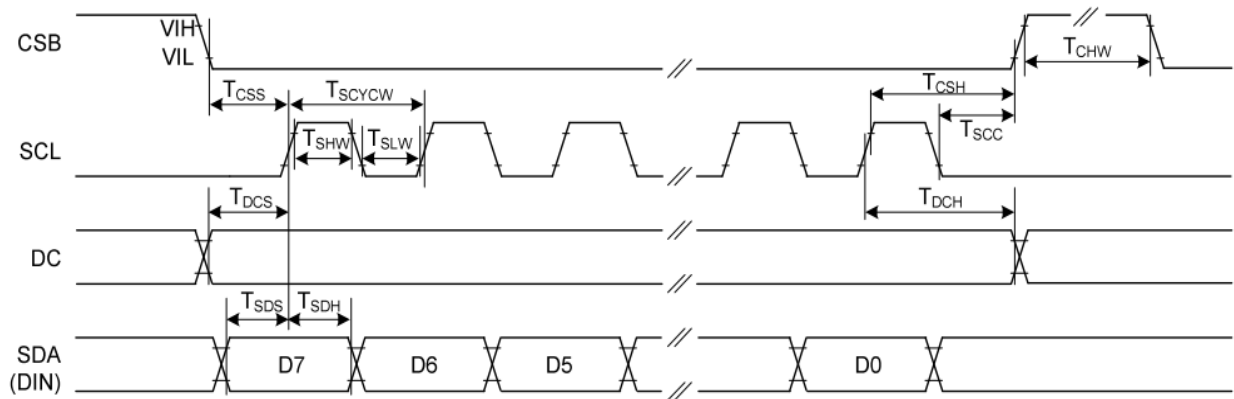 CSB
VIH
VIL
TCHW
TCSS
TSCYCW
TCSH
TSCC
SCL
TSHW
TSLW
TDCS
TDCH
DC
TSDS
TSDH
SDA
(DIN)
D7
D6
D5
D0